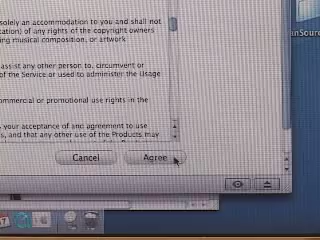 solely an accommodation to you and shall not
cation) of any rights of the copyright owners
ing musical composition, or artwork
assist any other person to, circumvent or
of the Service or used to administer the Usage
ommercial or promotional use rights in the
your acceptance of and agreement to use
s, and that any other use of the Products may
Cancel
Agree
17